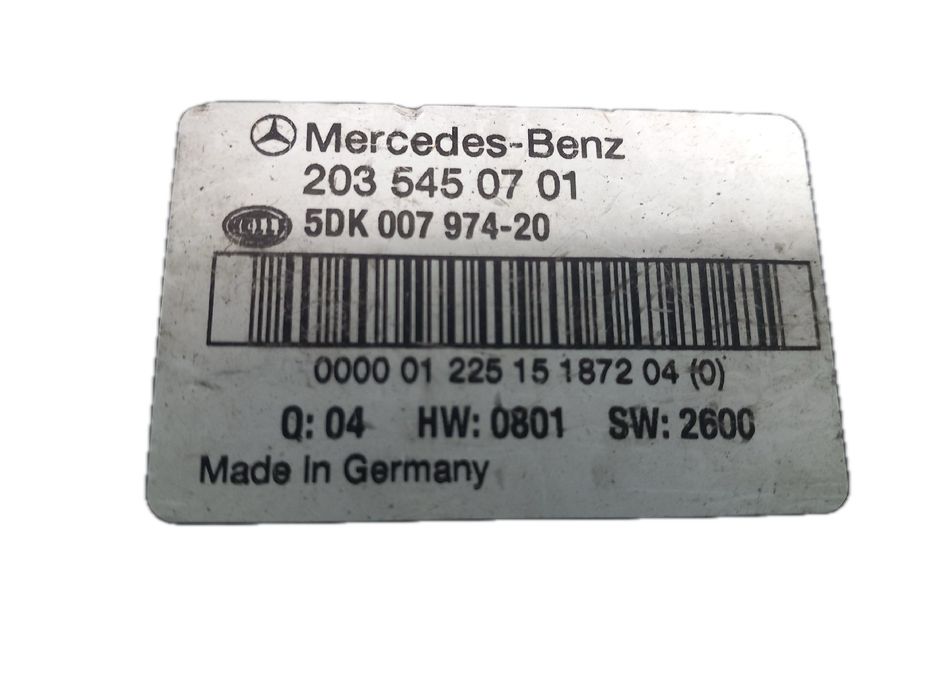 Mercedes-Benz
203 545 07 01
HELLA 5DK 007 974-20
0000 01 225 15 1872 04 (0)
Q: 04 HW: 0801 SW: 2600
Made in Germany